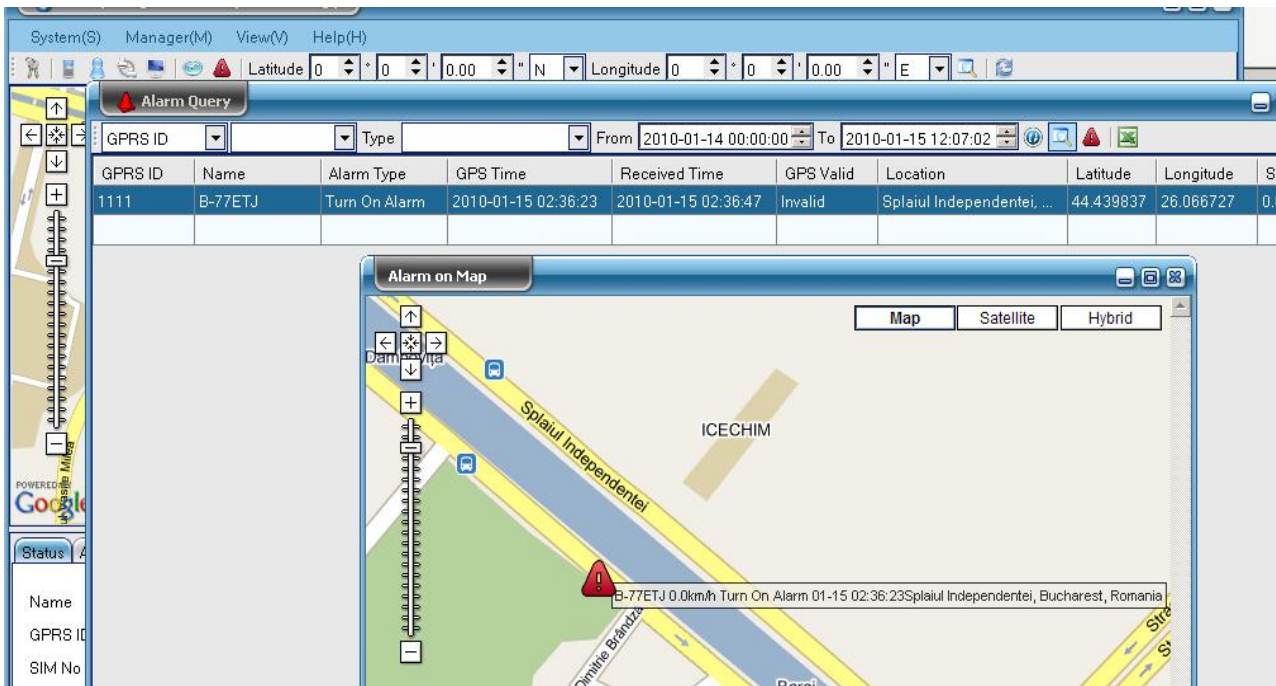 System(S) Manager(M) View(V) Help(H)
Latitude 0 ° 0 ' 0.00 " N Longitude 0 ° 0 ' 0.00 " E
Alarm Query
GPRS ID Type From 2010-01-14 00:00:00 To 2010-01-15 12:07:02
GPRS ID Name Alarm Type GPS Time Received Time GPS Valid Location Latitude Longitude S
1111 B-77ETJ Turn On Alarm 2010-01-15 02:36:23 2010-01-15 02:36:47 Invalid Splaiul Independentei, ... 44.439837 26.066727
Alarm on Map
Map Satellite Hybrid
Dâmbovița
Splaiul Independentei
ICECHIM
B-77ETJ 0.0km/h Turn On Alarm 01-15 02:36:23Splaiul Independentei, Bucharest, Romania
Dimitrie Brândza
POWERED
Google
Status
Name
GPRS ID
SIM No